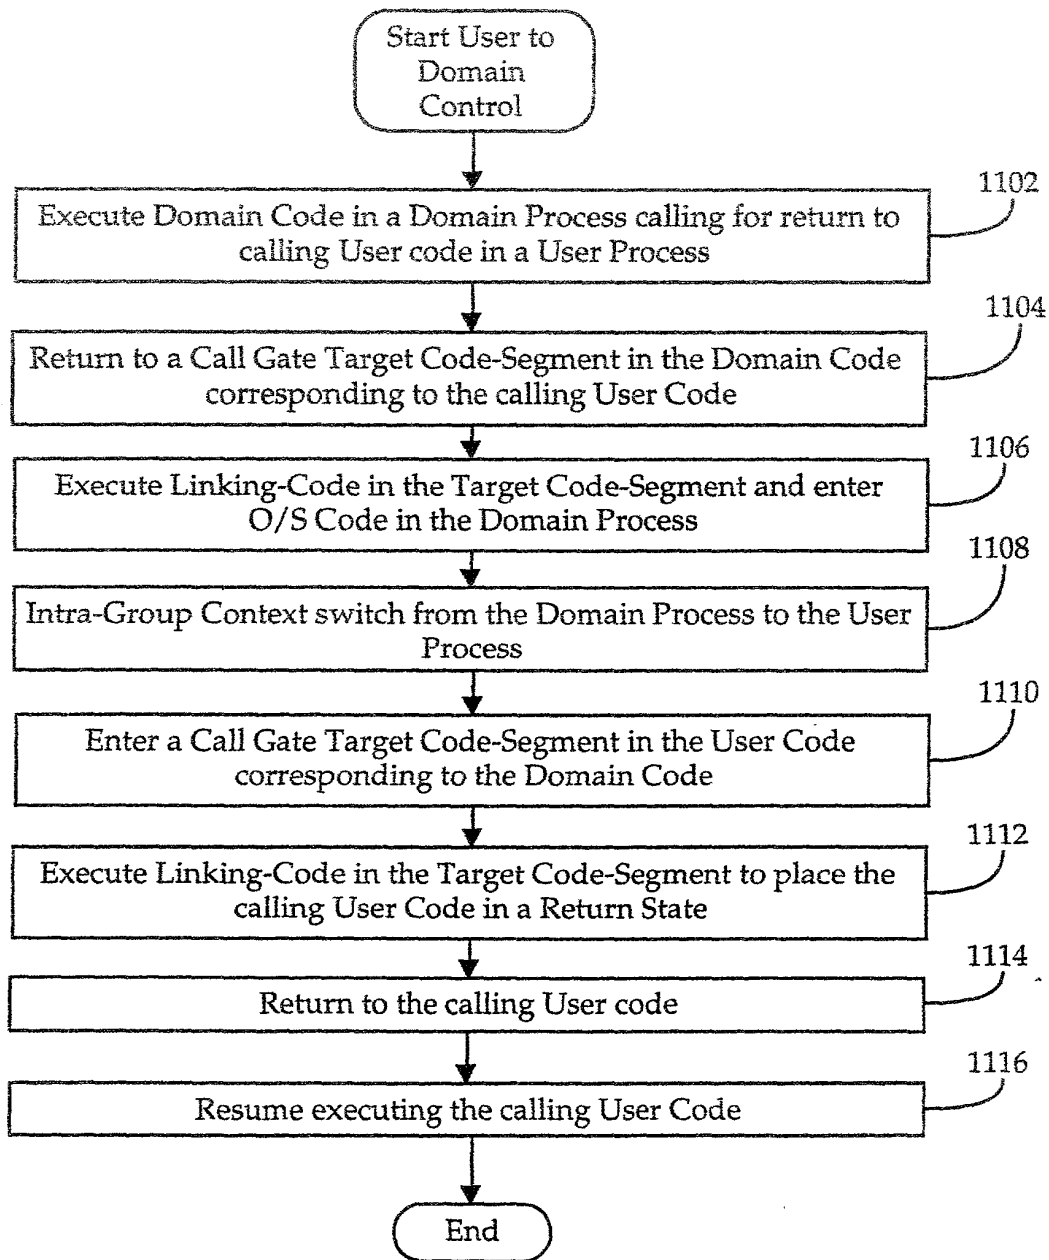 Start User to
Domain
Control
1102
Execute Domain Code in a Domain Process calling for return to
calling User code in a User Process
1104
Return to a Call Gate Target Code-Segment in the Domain Code
corresponding to the calling User Code
1106
Execute Linking-Code in the Target Code-Segment and enter
O/S Code in the Domain Process
1108
Intra-Group Context switch from the Domain Process to the User
Process
1110
Enter a Call Gate Target Code-Segment in the User Code
corresponding to the Domain Code
1112
Execute Linking-Code in the Target Code-Segment to place the
calling User Code in a Return State
1114
Return to the calling User code
1116
Resume executing the calling User Code
End